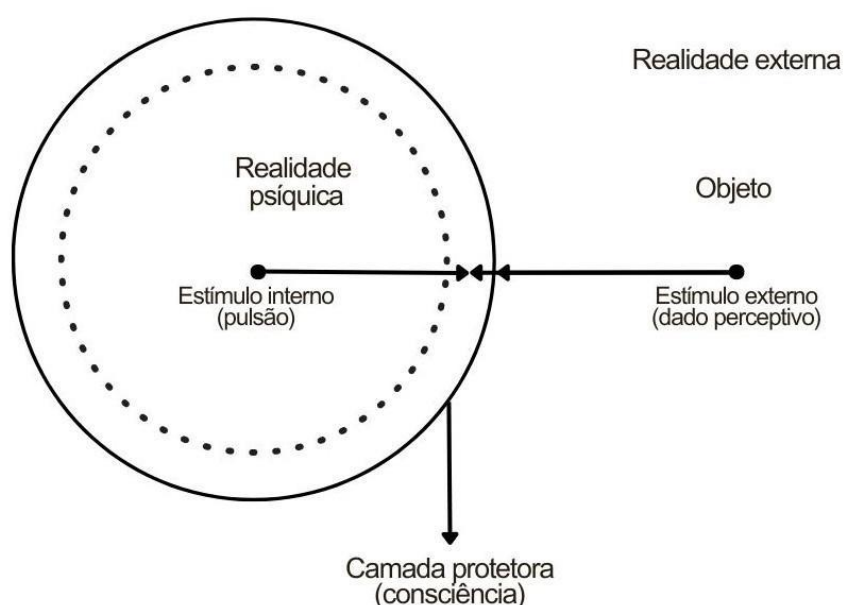 Realidade externa
Realidade
psíquica
Objeto
Estímulo interno
(pulsão)
Estímulo externo
(dado perceptivo)
Camada protetora
(consciência)